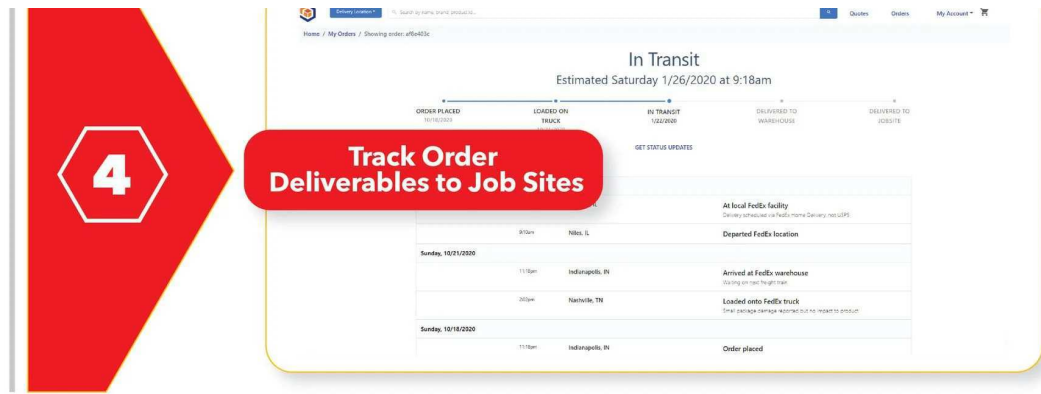 Delivery Location
Search by name, brand, product id...
Quotes
Orders
My Account
Home / My Orders / Showing order: af6e403c
In Transit
Estimated Saturday 1/26/2020 at 9:18am
ORDER PLACED
10/18/2020
LOADED ON
TRUCK
IN TRANSIT
1/22/2020
DELIVERED TO
WAREHOUSE
DELIVERED TO
JOBSITE
GET STATUS UPDATES
4
Track Order
Deliverables to Job Sites
At local FedEx facility
Delivery scheduled via FedEx Home Delivery, not USPS
9:10am Niles, IL Departed FedEx location
Sunday, 10/21/2020
11:18pm Indianapolis, IN Arrived at FedEx warehouse
Waiting on next freight train
2:03pm Nashville, TN Loaded onto FedEx truck
Small package damage reported but no impact to product
Sunday, 10/18/2020
11:18pm Indianapolis, IN Order placed